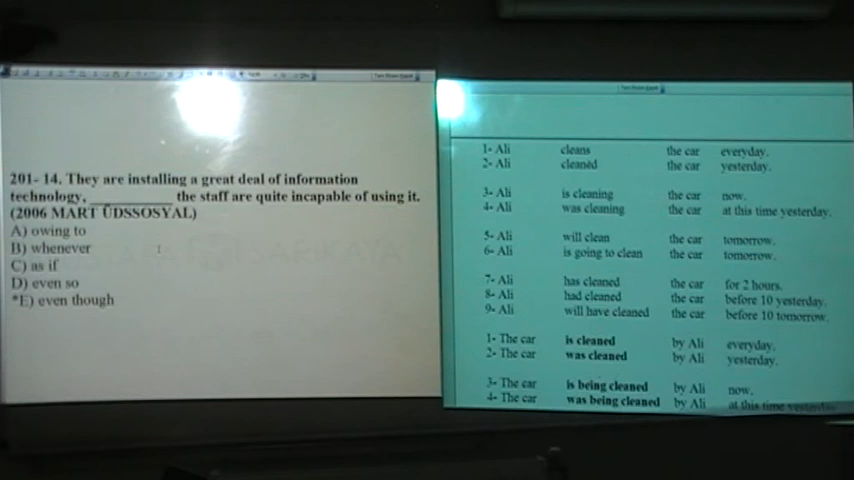 201- 14. They are installing a great deal of information
technology, __________ the staff are quite incapable of using it.
(2006 MART ÜDSSOSYAL)
A) owing to
B) whenever
C) as if
D) even so
*E) even though
1- Ali cleans the car everyday.
2- Ali cleaned the car yesterday.
3- Ali is cleaning the car now.
4- Ali was cleaning the car at this time yesterday.
5- Ali will clean the car tomorrow.
6- Ali is going to clean the car tomorrow.
7- Ali has cleaned the car for 2 hours.
8- Ali had cleaned the car before 10 yesterday.
9- Ali will have cleaned the car before 10 tomorrow.
1- The car is cleaned by Ali everyday.
2- The car was cleaned by Ali yesterday.
3- The car is being cleaned by Ali now.
4- The car was being cleaned by Ali at this time yesterday.